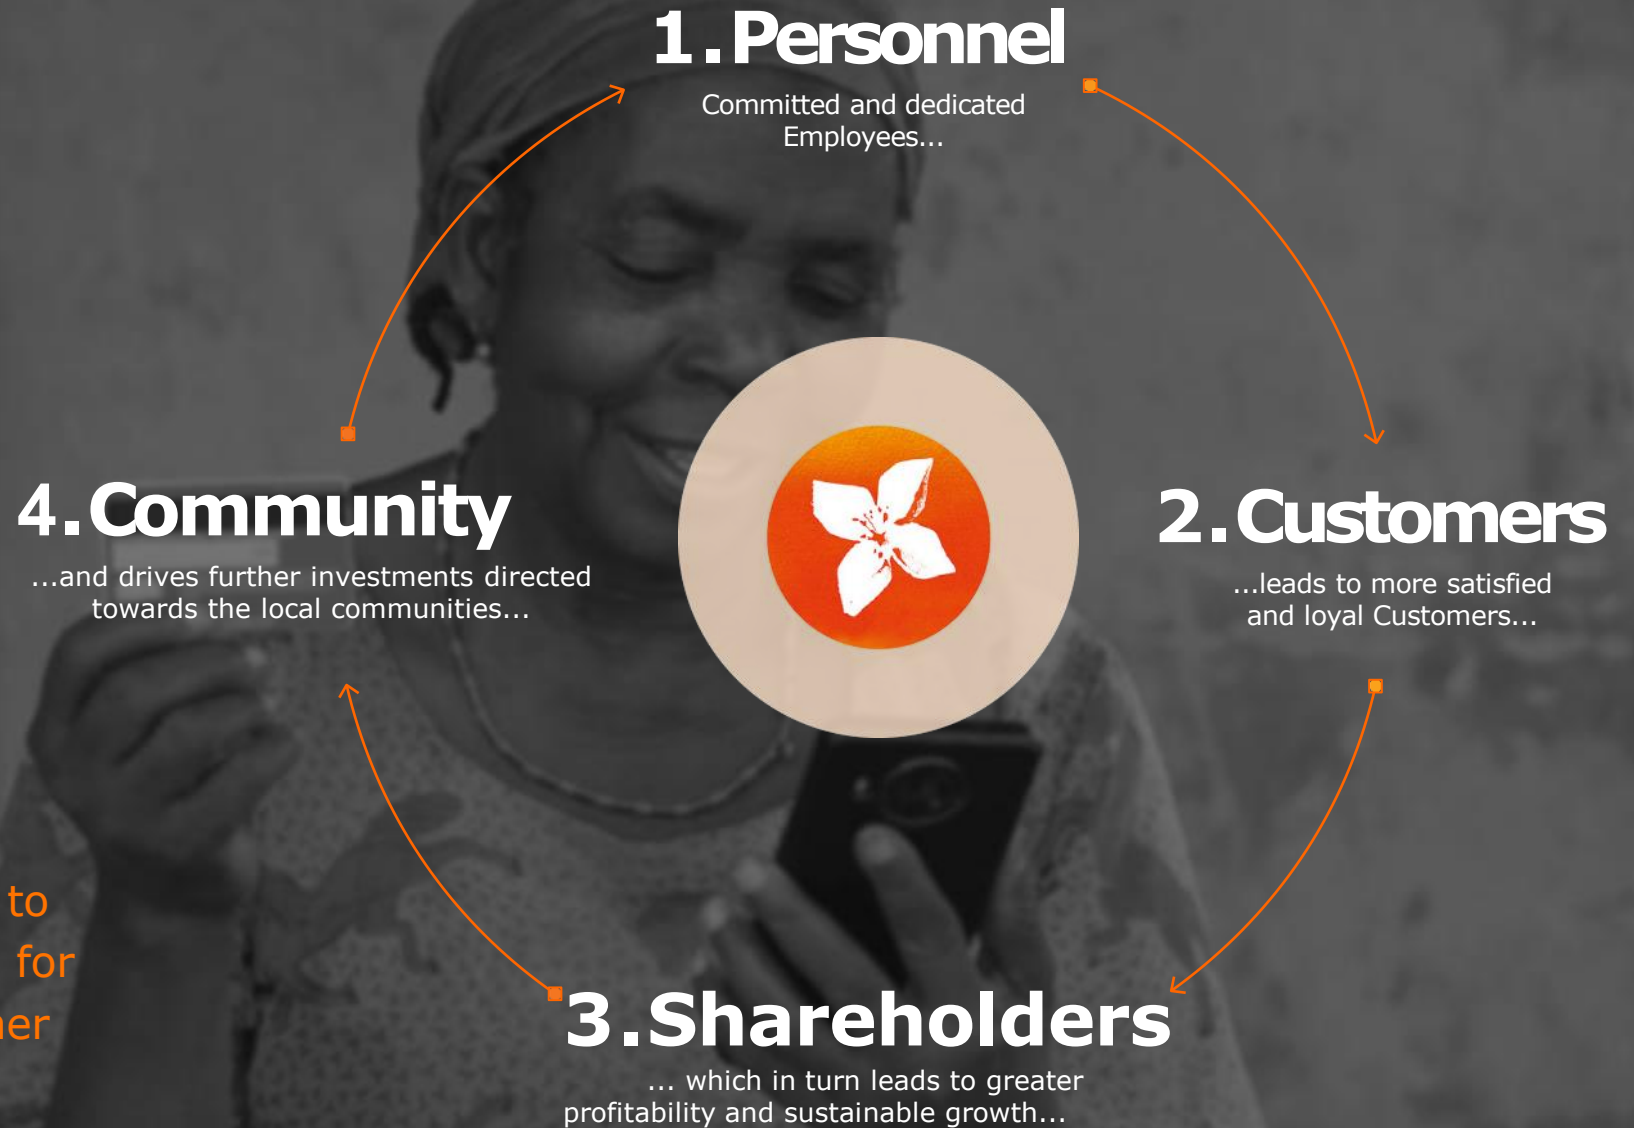 1.Personnel
Committed and dedicated
Employees...
2.Customers
...leads to more satisfied
and loyal Customers...
3.Shareholders
... which in turn leads to greater
profitability and sustainable growth...
4.Community
...and drives further investments directed
towards the local communities...
to
for